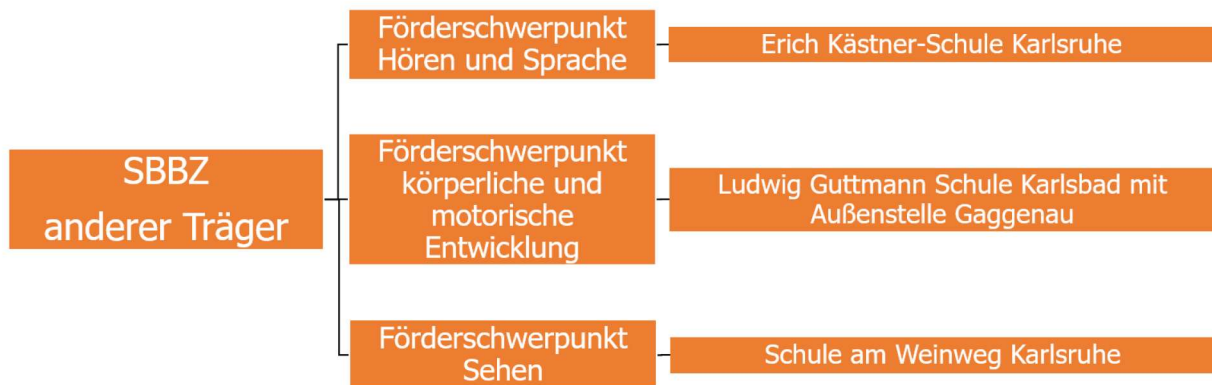 SBBZ
anderer Träger
Förderschwerpunkt
Hören und Sprache
Erich Kästner-Schule Karlsruhe
Förderschwerpunkt
körperliche und
motorische
Entwicklung
Ludwig Guttmann Schule Karlsbad mit
Außenstelle Gaggenau
Förderschwerpunkt
Sehen
Schule am Weinweg Karlsruhe